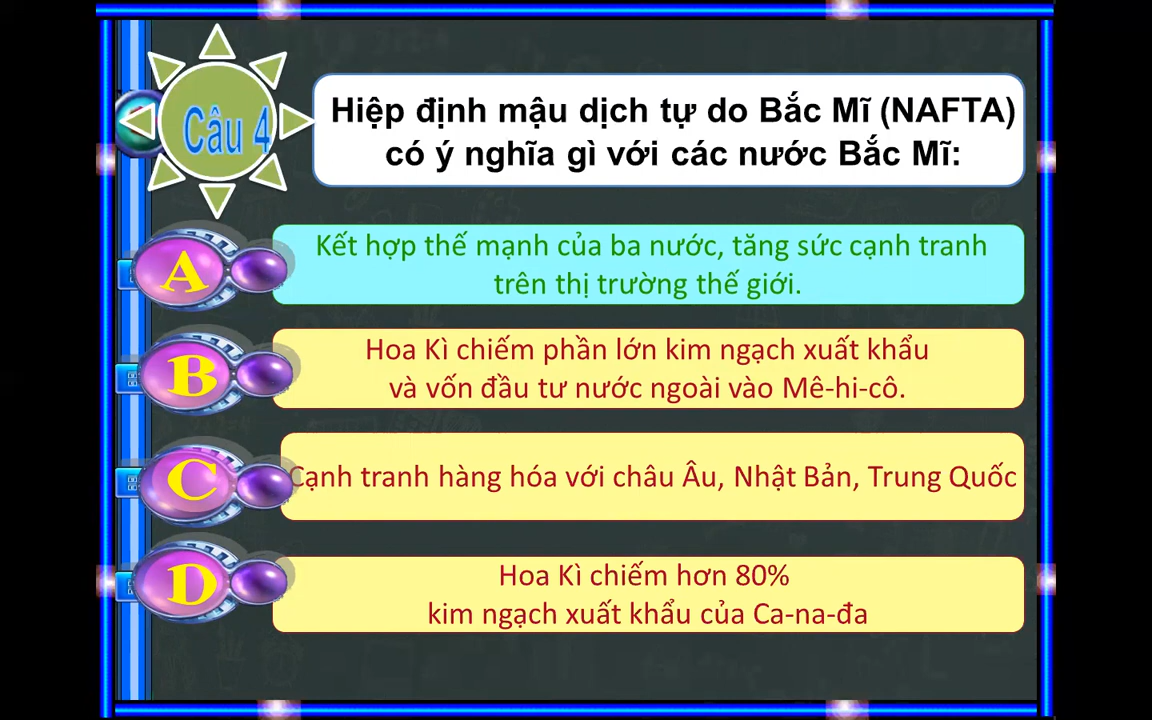 Câu 4
Hiệp định mậu dịch tự do Bắc Mĩ (NAFTA)
có ý nghĩa gì với các nước Bắc Mĩ:
A
Kết hợp thế mạnh của ba nước, tăng sức cạnh tranh
trên thị trường thế giới.
B
Hoa Kì chiếm phần lớn kim ngạch xuất khẩu
và vốn đầu tư nước ngoài vào Mê-hi-cô.
C
Cạnh tranh hàng hóa với châu Âu, Nhật Bản, Trung Quốc
D
Hoa Kì chiếm hơn 80%
kim ngạch xuất khẩu của Ca-na-đa